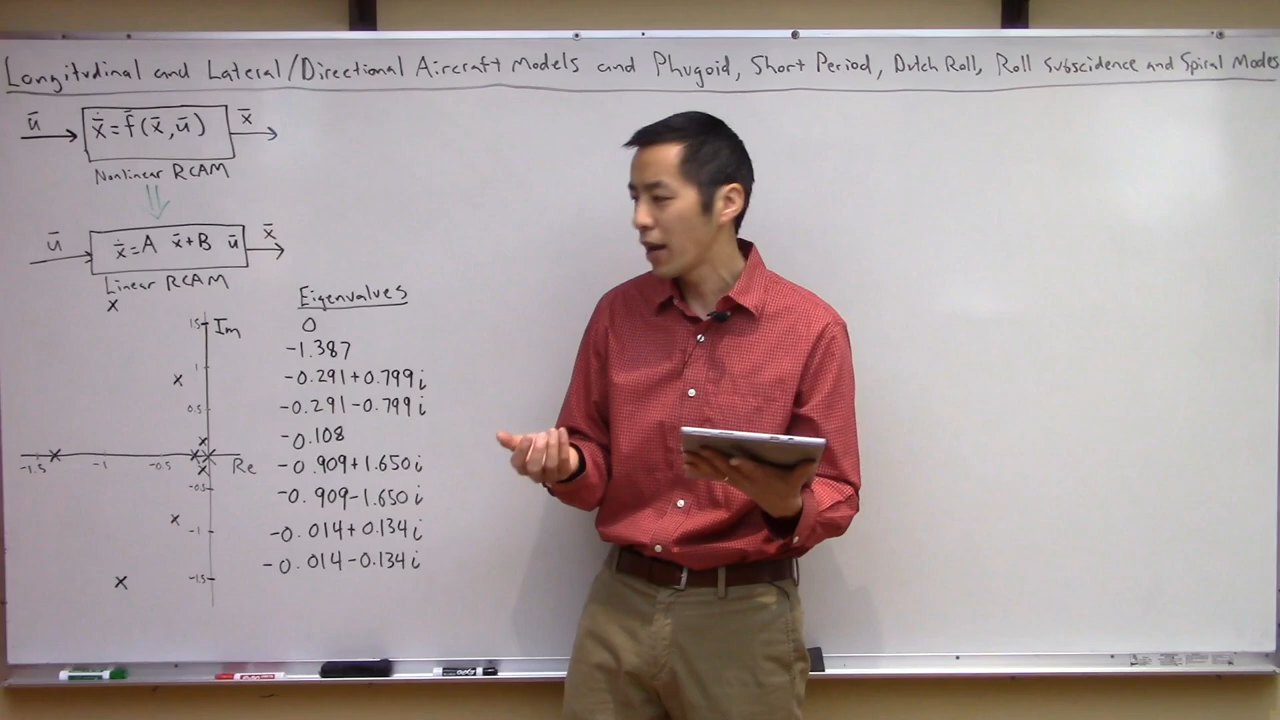 Longitudinal and Lateral/Directional Aircraft Models and Phugoid, Short Period, Dutch Roll, Roll Subscidence and Spiral Modes
ū
ẋ̄ = f̄(x̄,ū)
x̄
Nonlinear RCAM
ū
ẋ̄ = A x̄ + B ū
x̄
Linear RCAM
Eigenvalues
0
-1.387
-0.291+0.799i
-0.291-0.799i
-0.108
-0.909+1.650i
-0.909-1.650i
-0.014+0.134i
-0.014-0.134i
1.5 Im
1
0.5
-1.5 -1 -0.5 Re
-0.5
-1
-1.5